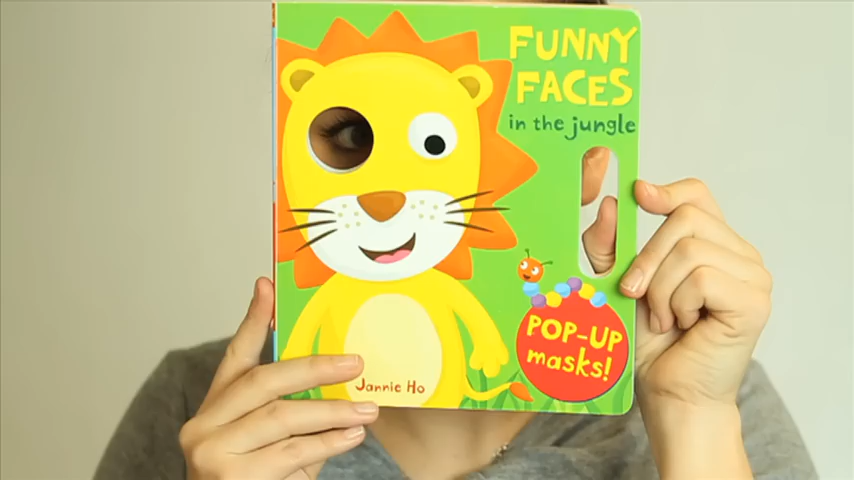 FUNNY
FACES
in the jungle
POP-UP
masks!
Jannie Ho